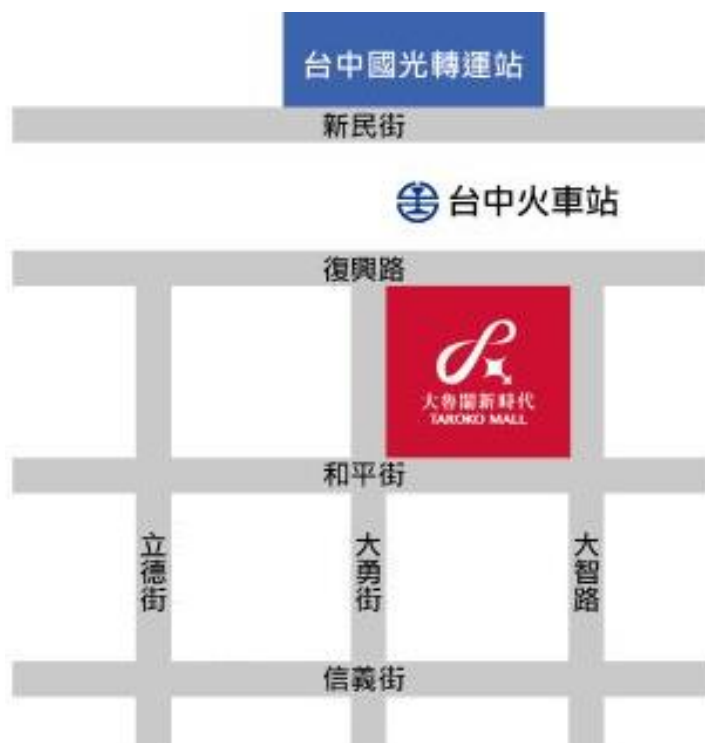 台中國光轉運站
新民街
台中火車站
復興路
大魯閣新時代
TAROKO MALL
和平街
立德街
大勇街
大智路
信義街